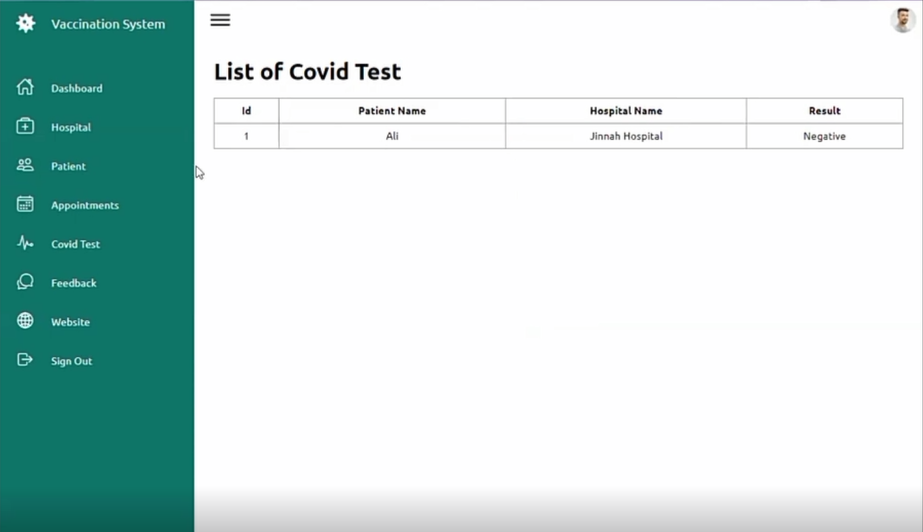 Vaccination System
Dashboard
Hospital
Patient
Appointments
Covid Test
Feedback
Website
Sign Out
List of Covid Test
Id Patient Name Hospital Name Result
1 Ali Jinnah Hospital Negative